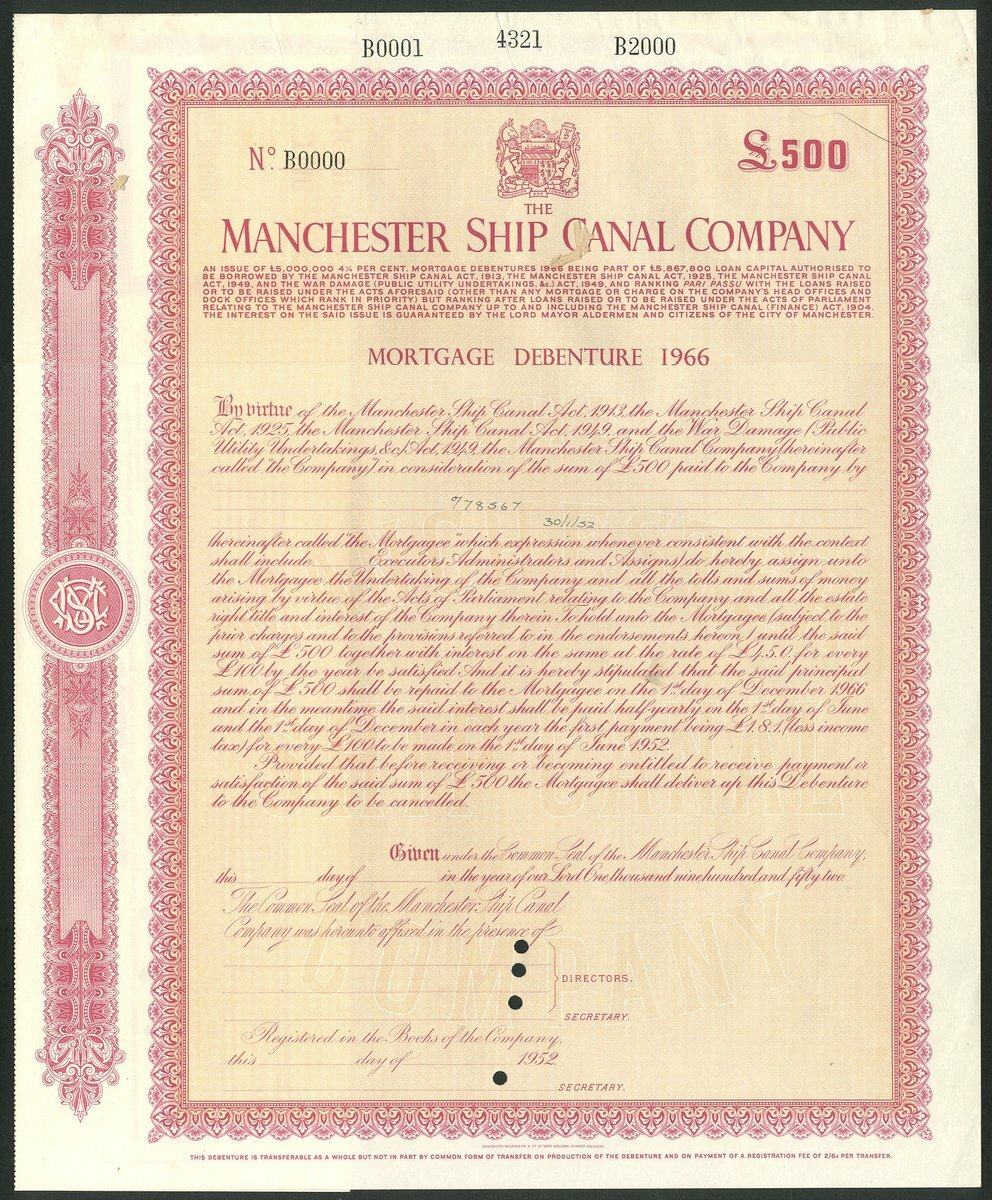 B0001 4321 B2000
No. B0000
£500
THE
MANCHESTER SHIP CANAL COMPANY
AN ISSUE OF £5,000,000 4¼ PER CENT. MORTGAGE DEBENTURES 1966 BEING PART OF £5,867,800 LOAN CAPITAL AUTHORISED TO
BE BORROWED BY THE MANCHESTER SHIP CANAL ACT, 1913, THE MANCHESTER SHIP CANAL ACT, 1925, THE MANCHESTER SHIP CANAL
ACT, 1949, AND THE WAR DAMAGE (PUBLIC UTILITY UNDERTAKINGS, &c.) ACT, 1949, AND RANKING PARI PASSU WITH THE LOANS RAISED
OR TO BE RAISED UNDER THE ACTS AFORESAID (OTHER THAN ANY MORTGAGE OR CHARGE ON THE COMPANY'S HEAD OFFICES AND
DOCK OFFICES WHICH RANK IN PRIORITY) BUT RANKING AFTER LOANS RAISED OR TO BE RAISED UNDER THE ACTS OF PARLIAMENT
RELATING TO THE MANCHESTER SHIP CANAL COMPANY UP TO AND INCLUDING THE MANCHESTER SHIP CANAL (FINANCE) ACT, 1904.
THE INTEREST ON THE SAID ISSUE IS GUARANTEED BY THE LORD MAYOR ALDERMEN AND CITIZENS OF THE CITY OF MANCHESTER.
MORTGAGE DEBENTURE 1966
By virtue of the Manchester Ship Canal Act, 1913, the Manchester Ship Canal
Act, 1925, the Manchester Ship Canal Act, 1949, and the War Damage (Public
Utility Undertakings, &c.) Act, 1949, the Manchester Ship Canal Company (hereinafter
called "the Company") in consideration of the sum of £500 paid to the Company by
778567
30/1/52
(hereinafter called "the Mortgagee" which expression whenever consistent with the context
shall include Executors Administrators and Assigns) do hereby assign unto
the Mortgagee the Undertaking of the Company and all the tolls and sums of money
arising by virtue of the Acts of Parliament relating to the Company and all the estate
right title and interest of the Company therein To hold unto the Mortgagee (subject to the
prior charges and to the provisions referred to in the endorsements hereon) until the said
sum of £500 together with interest on the same at the rate of £4.5.0. for every
£100 by the year be satisfied And it is hereby stipulated that the said principal
sum of £500 shall be repaid to the Mortgagee on the 1st day of December 1966
and in the meantime the said interest shall be paid half-yearly on the 1st day of June
and the 1st day of December in each year the first payment being £1.8.1. (less income
tax) for every £100 to be made on the 1st day of June 1952.
Provided that before receiving or becoming entitled to receive payment or
satisfaction of the said sum of £500 the Mortgagee shall deliver up this Debenture
to the Company to be cancelled.
Given under the Common Seal of the Manchester Ship Canal Company,
this day of in the year of our Lord One thousand nine hundred and fifty two.
The Common Seal of the Manchester Ship Canal
Company was hereunto affixed in the presence of
DIRECTORS.
SECRETARY.
Registered in the Books of the Company,
this day of 1952.
SECRETARY.
BRADBURY, WILKINSON & Co Ld NEW MALDEN, SURREY, ENGLAND.
THIS DEBENTURE IS TRANSFERABLE AS A WHOLE BUT NOT IN PART BY COMMON FORM OF TRANSFER ON PRODUCTION OF THE DEBENTURE AND ON PAYMENT OF A REGISTRATION FEE OF 2/6d PER TRANSFER.